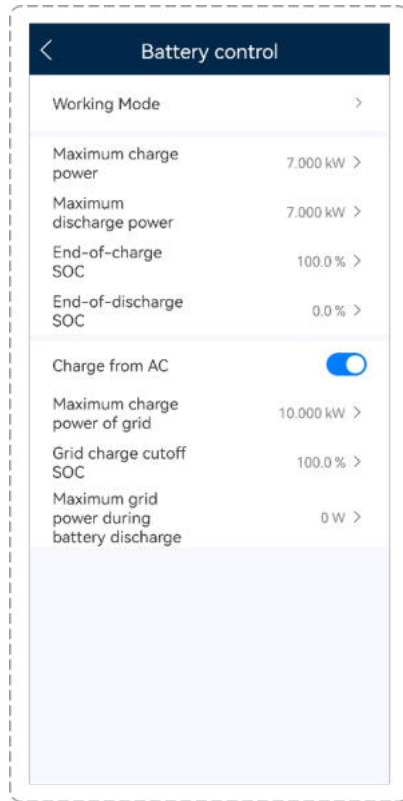 Battery control
Working Mode
Maximum charge
power
7.000 kW
Maximum
discharge power
7.000 kW
End-of-charge
SOC
100.0 %
End-of-discharge
SOC
0.0 %
Charge from AC
Maximum charge
power of grid
10.000 kW
Grid charge cutoff
SOC
100.0 %
Maximum grid
power during
battery discharge
0 W